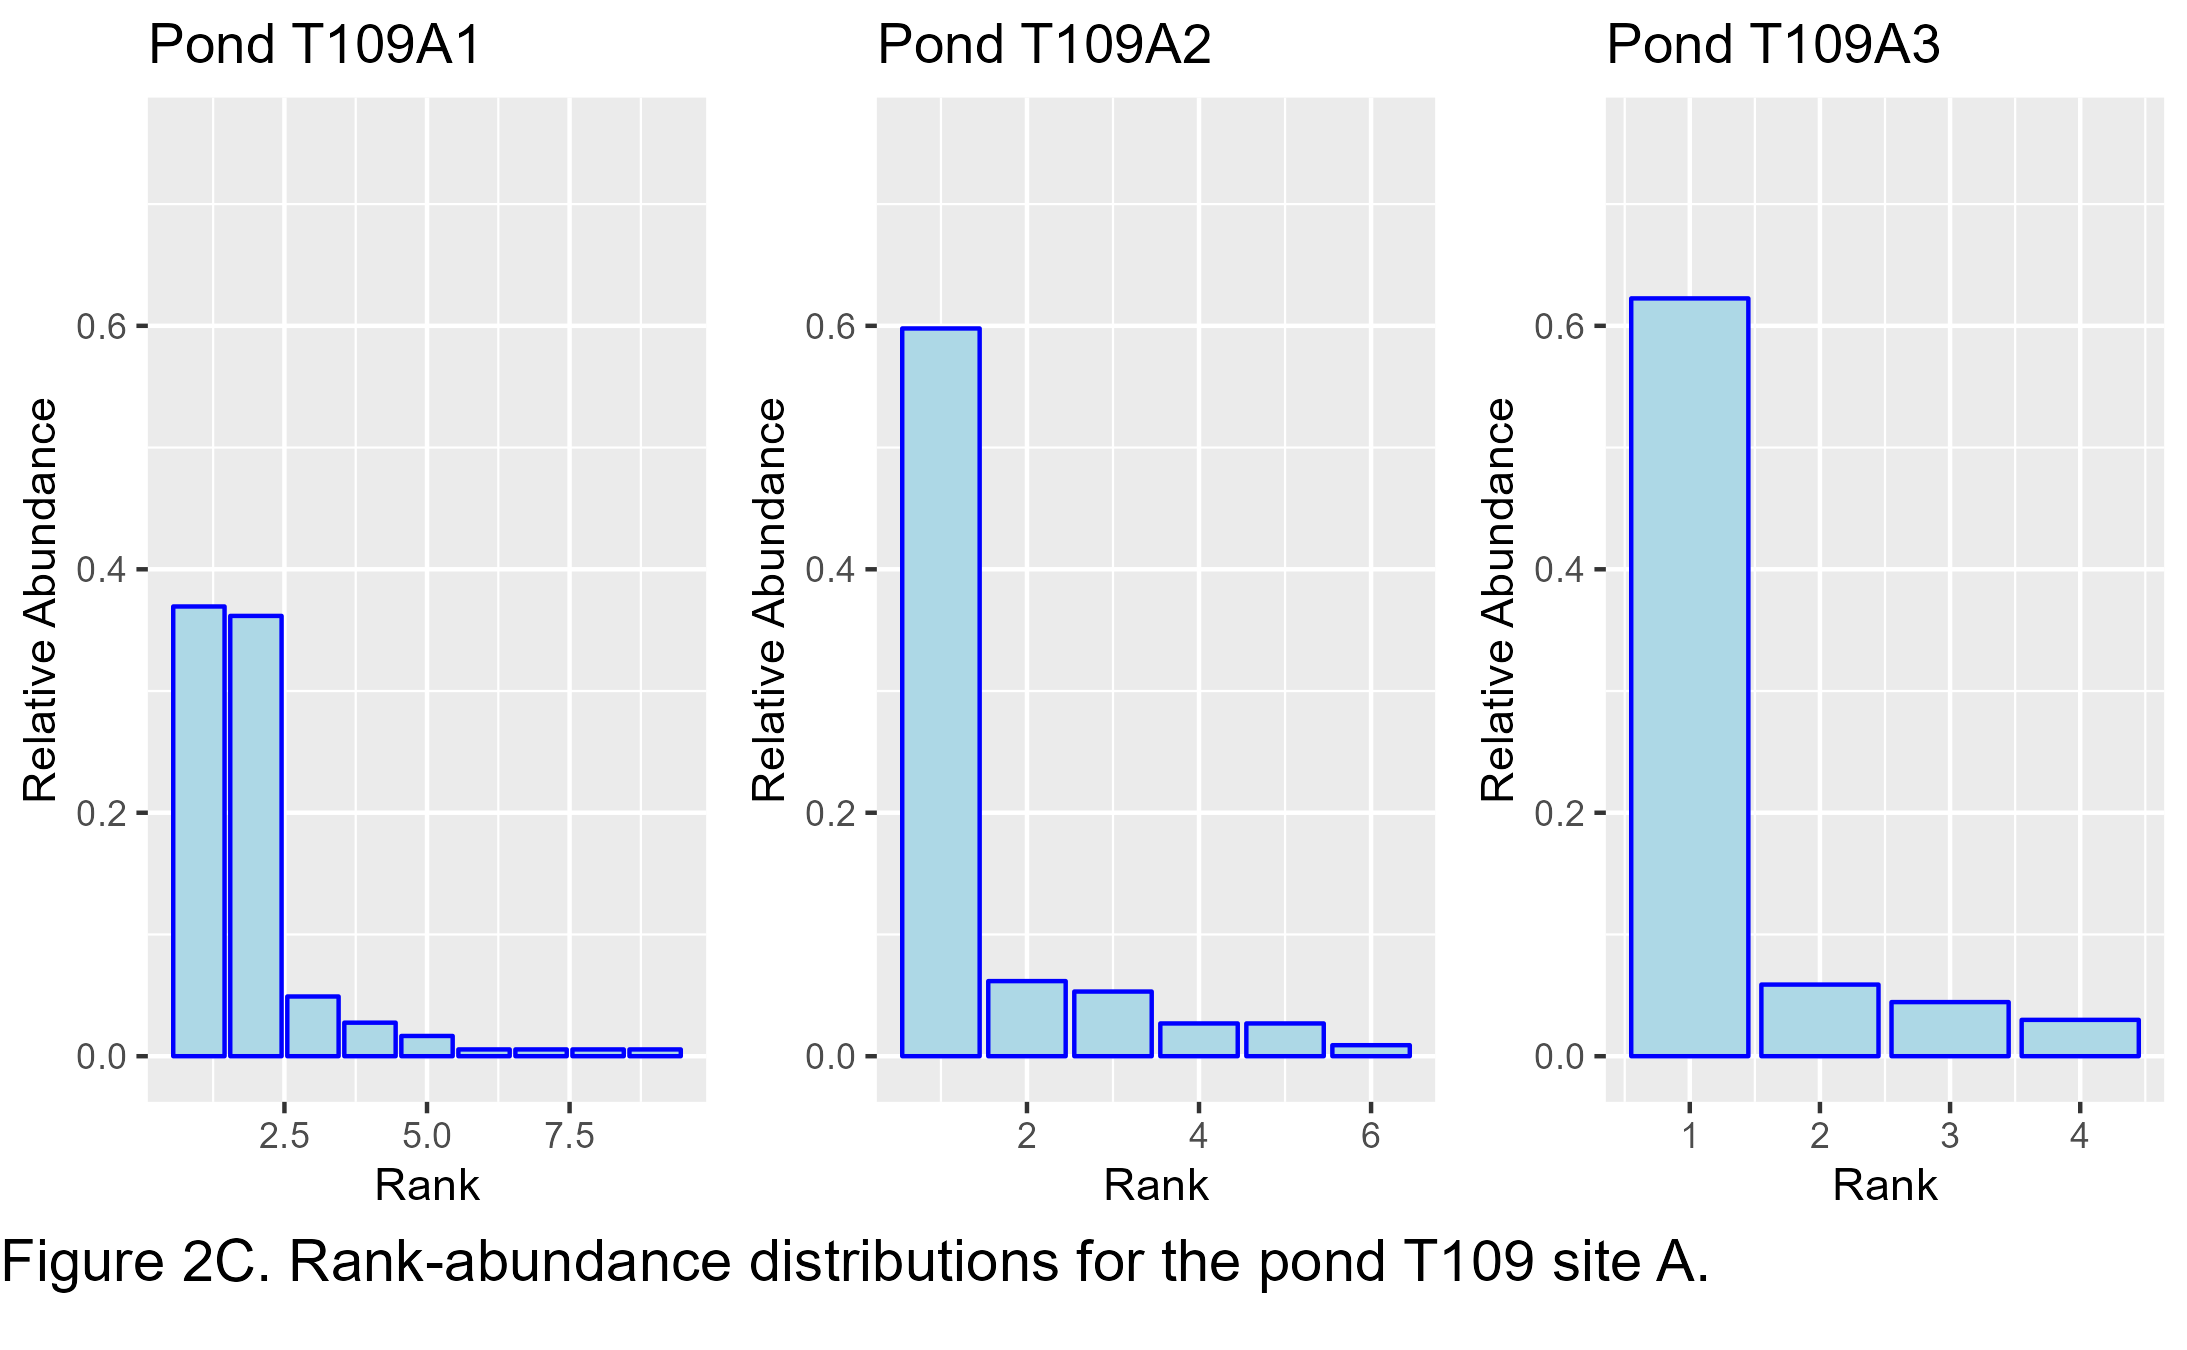 Pond T109A1
Pond T109A2
Pond T109A3
Relative Abundance
0.6
0.4
0.2
0.0
2.5 5.0 7.5
Rank
Relative Abundance
0.6
0.4
0.2
0.0
2 4 6
Rank
Relative Abundance
0.6
0.4
0.2
0.0
1 2 3 4
Rank
Figure 2C. Rank-abundance distributions for the pond T109 site A.